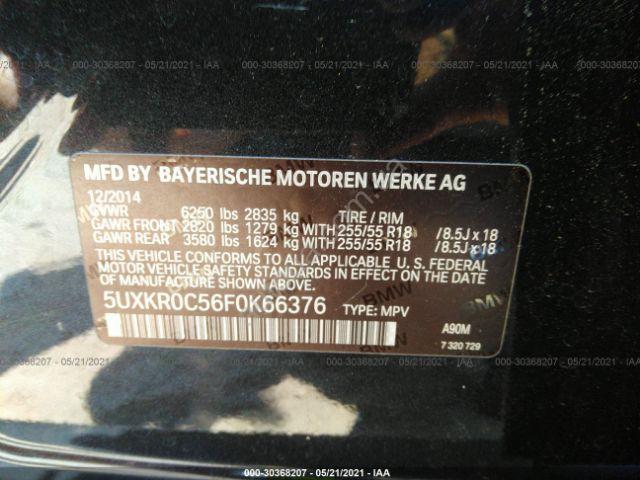 000-30368207 - 05/21/2021 - IAA
MFD BY BAYERISCHE MOTOREN WERKE AG
12/2014
GVWR 6250 lbs 2835 kg TIRE / RIM
GAWR FRONT 2820 lbs 1279 kg WITH 255/55 R18 /8.5J x 18
GAWR REAR 3580 lbs 1624 kg WITH 255/55 R18 /8.5J x 18
THIS VEHICLE CONFORMS TO ALL APPLICABLE U.S. FEDERAL
MOTOR VEHICLE SAFETY, BUMPER, AND THEFT PREVENTION
STANDARDS IN EFFECT ON THE DATE OF MANUFACTURE SHOWN ABOVE.
5UXKR0C56F0K66376 TYPE: MPV
A90M
7 320 729
000-30368207 - 05/21/2021 - IAA